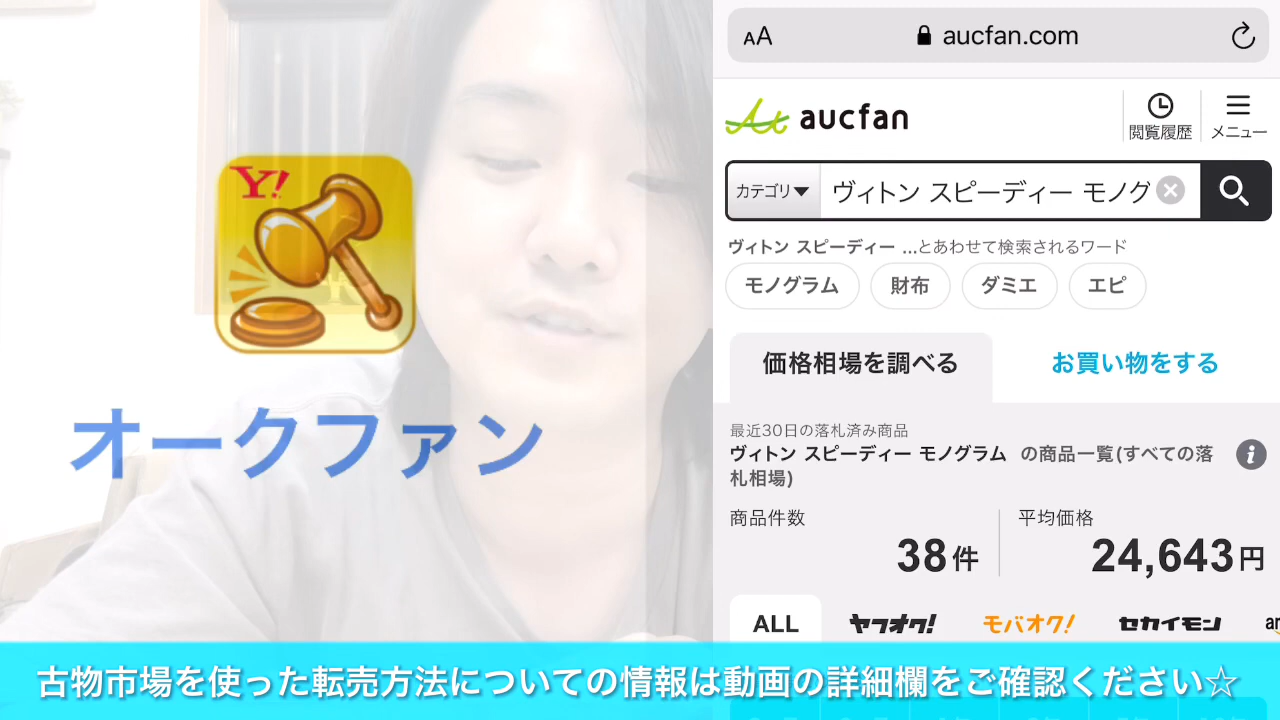 Y!
オークファン
AA
aucfan.com
aucfan
閲覧履歴
メニュー
カテゴリ▼
ヴィトン スピーディー モノグ
ヴィトン スピーディー ...とあわせて検索されるワード
モノグラム
財布
ダミエ
エピ
価格相場を調べる
お買い物をする
最近30日の落札済み商品
ヴィトン スピーディー モノグラム の商品一覧(すべての落
札相場)
商品件数
38件
平均価格
24,643円
ALL
ヤフオク!
モバオク!
セカイモン
古物市場を使った転売方法についての情報は動画の詳細欄をご確認ください☆